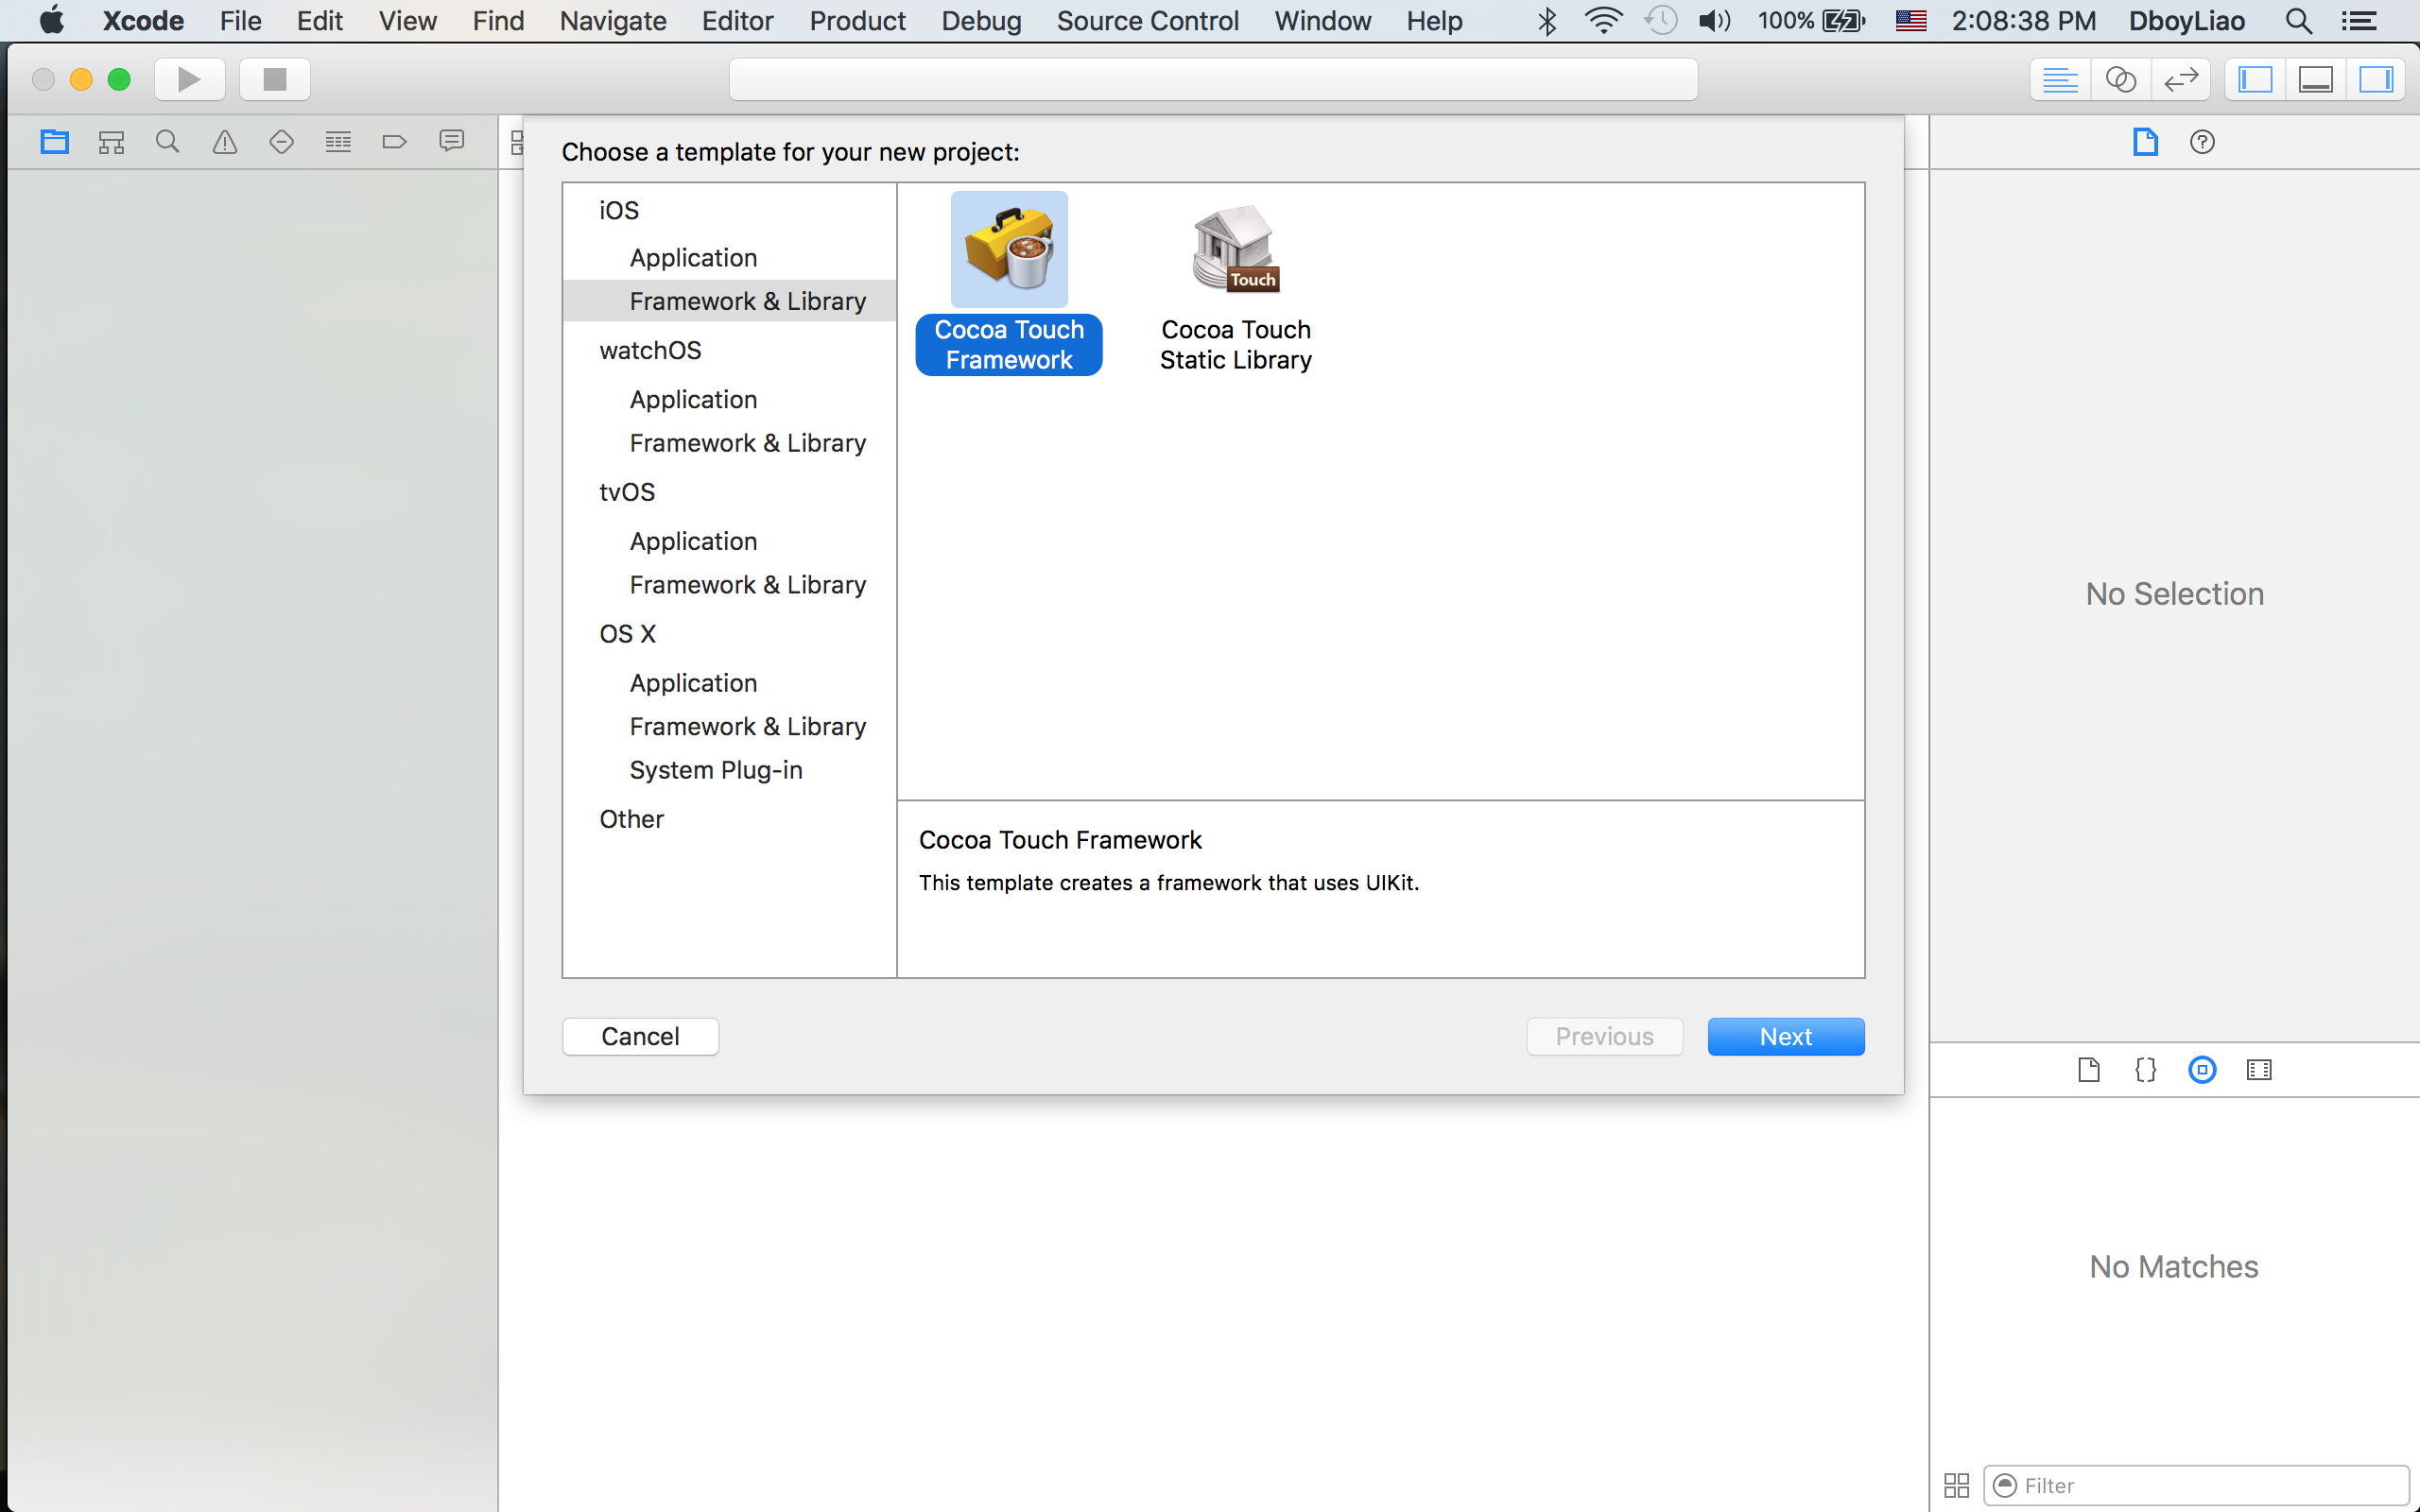 Xcode File Edit View Find Navigate Editor Product Debug Source Control Window Help 100% 2:08:38 PM DboyLiao
Choose a template for your new project:
iOS
Application
Framework & Library
watchOS
Application
Framework & Library
tvOS
Application
Framework & Library
OS X
Application
Framework & Library
System Plug-in
Other
Cocoa Touch
Framework
Touch
Cocoa Touch
Static Library
Cocoa Touch Framework
This template creates a framework that uses UIKit.
Cancel
Previous
Next
No Selection
{}
No Matches
Filter